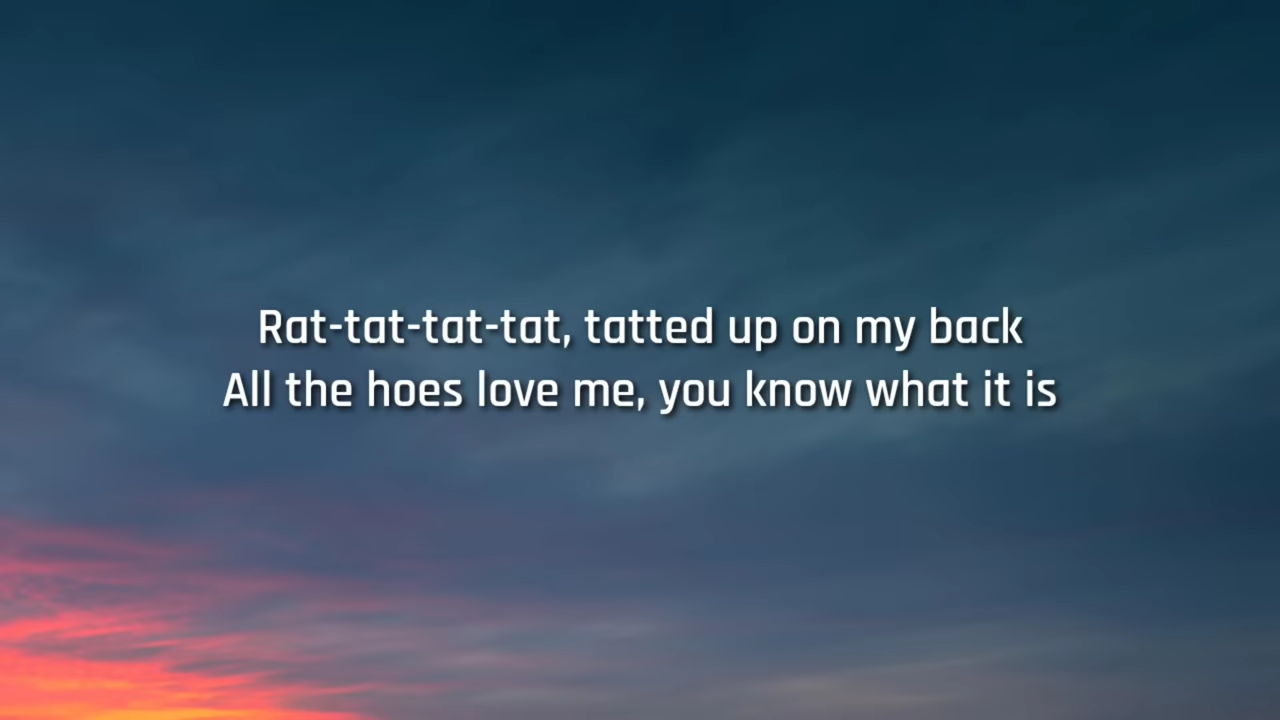 Rat-tat-tat-tat, tatted up on my back
All the hoes love me, you know what it is